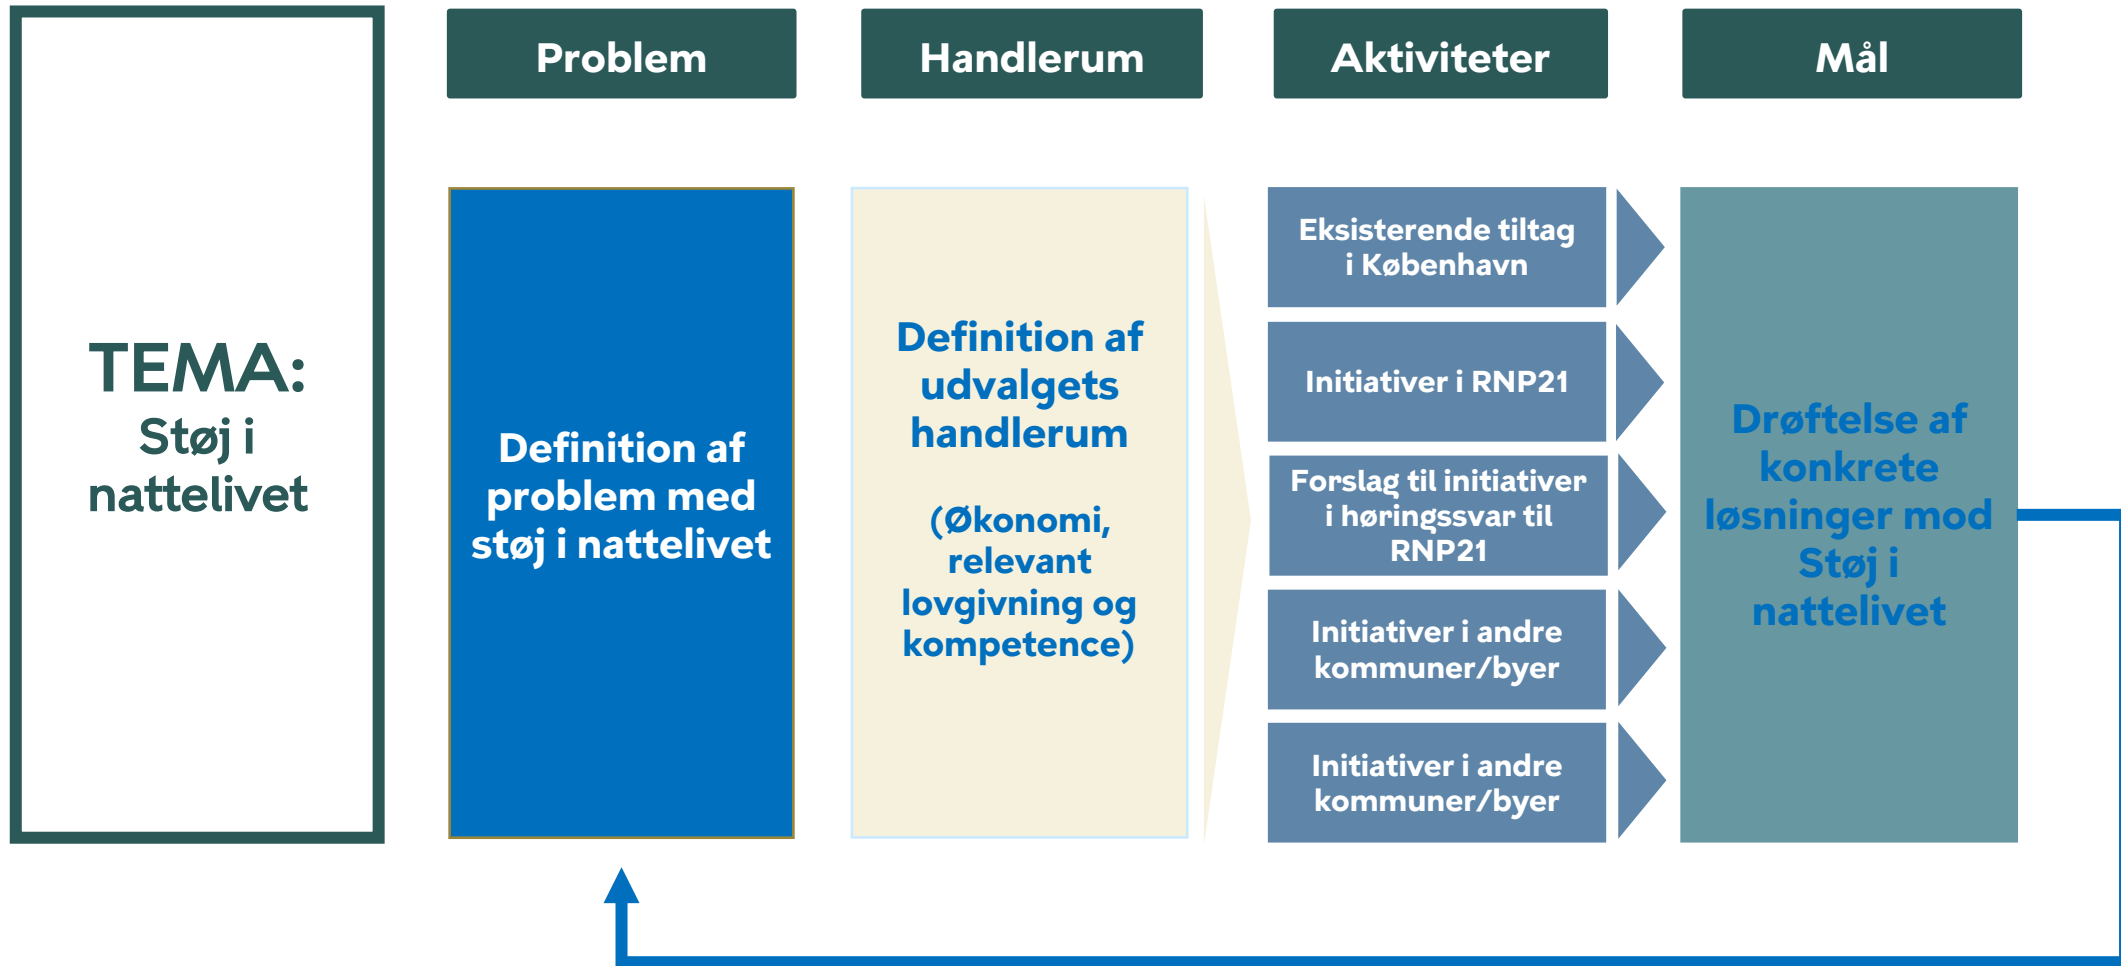 TEMA:
Støj i
nattelivet
Problem
Handlerum
Aktiviteter
Mål
Definition af
problem med
støj i nattelivet
Definition af
udvalgets
handlerum
(Økonomi,
relevant
lovgivning og
kompetence)
Eksisterende tiltag
i København
Initiativer i RNP21
Forslag til initiativer
i høringssvar til
RNP21
Initiativer i andre
kommuner/byer
Initiativer i andre
kommuner/byer
Drøftelse af
konkrete
løsninger mod
Støj i
nattelivet